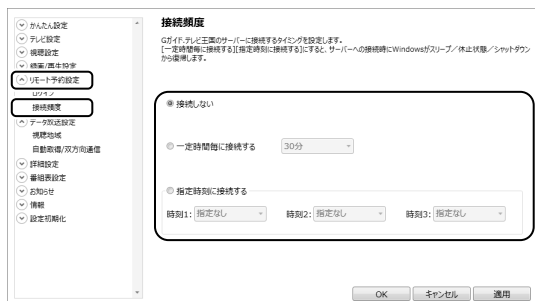 かんたん設定
テレビ設定
視聴設定
録画/再生設定
リモート予約設定
ログイン
接続頻度
データ放送設定
視聴地域
自動取得/双方向通信
詳細設定
番組表設定
お知らせ
情報
設定初期化
接続頻度
Gガイド.テレビ王国のサーバーに接続するタイミングを設定します。
[一定時間毎に接続する][指定時刻に接続する]にすると、サーバーへの接続時にWindowsがスリープ/休止状態/シャットダウン
から復帰します。
接続しない
一定時間毎に接続する 30分
指定時刻に接続する
時刻1: 指定なし 時刻2: 指定なし 時刻3: 指定なし
OK キャンセル 適用